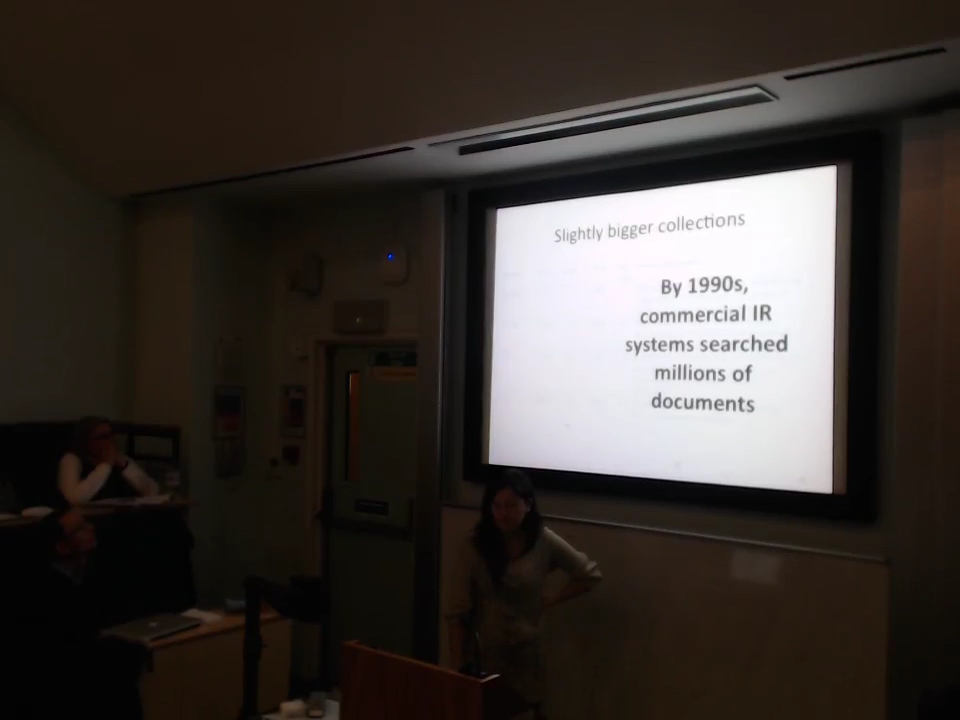 Slightly bigger collections
By 1990s,
commercial IR
systems searched
millions of
documents